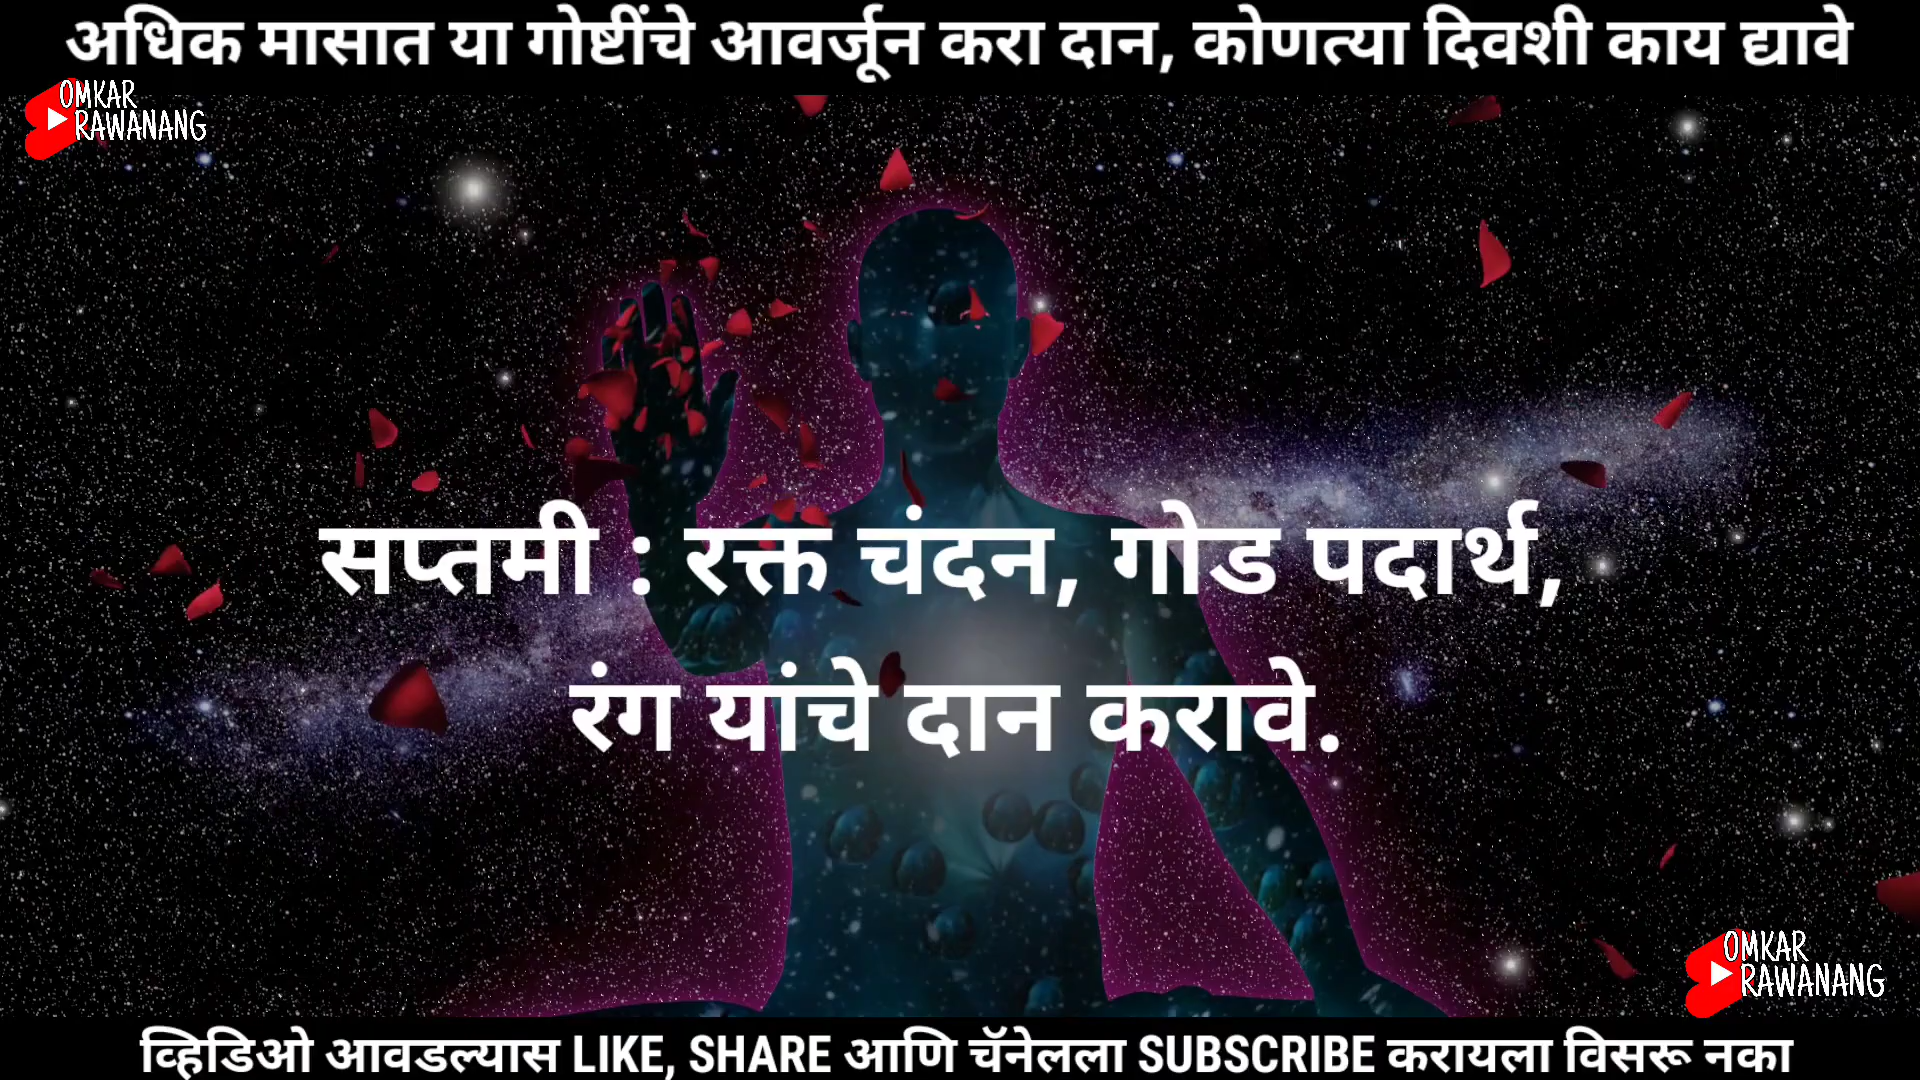 अधिक मासात या गोष्टींचे आवर्जून करा दान, कोणत्या दिवशी काय द्यावे
OMKAR
RAWANANG
सप्तमी : रक्त चंदन, गोड पदार्थ,
रंग यांचे दान करावे.
OMKAR
RAWANANG
व्हिडिओ आवडल्यास LIKE, SHARE आणि चॅनेलला SUBSCRIBE करायला विसरू नका